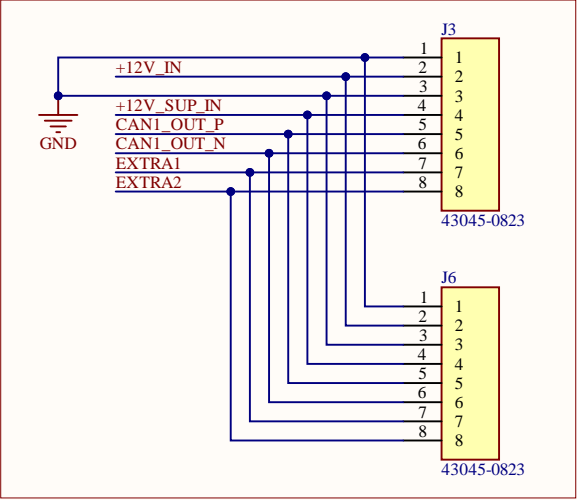 J3
1 1
+12V_IN 2 2
3 3
+12V_SUP_IN 4 4
CAN1_OUT_P 5 5
CAN1_OUT_N 6 6
EXTRA1 7 7
EXTRA2 8 8
GND
43045-0823
J6
1 1
2 2
3 3
4 4
5 5
6 6
7 7
8 8
43045-0823